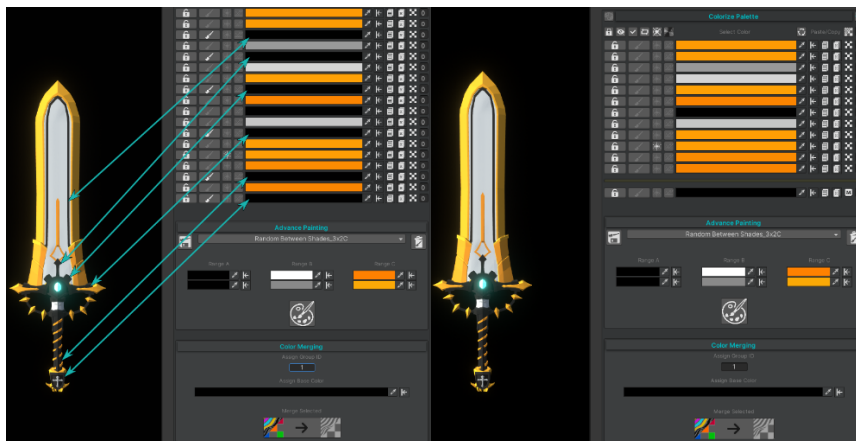 Colorize Palette
Select Color
Advance Painting
Random Between Shades_3x2C
Range A
Range B
Range C
Color Merging
Assign Group ID
1
Assign Base Color
Merge Selected
Advance Painting
Random Between Shades_3x2C
Range A
Range B
Range C
Color Merging
Assign Group ID
1
Assign Base Color
Merge Selected